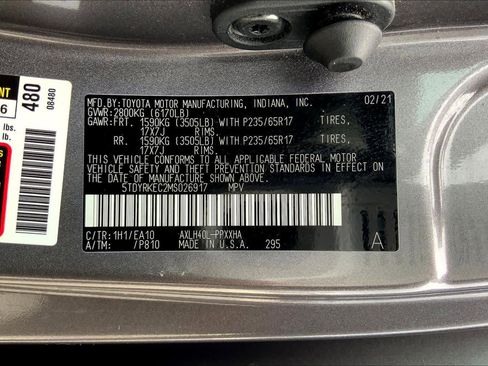 MFD.BY:TOYOTA MOTOR MANUFACTURING, INDIANA, INC. 02/21
GVWR:2800KG (6170LB)
GAWR:FRT. 1590KG (3505LB) WITH P235/65R17 TIRES,
17X7J RIMS.
RR. 1590KG (3505LB) WITH P235/65R17 TIRES,
17X7J RIMS.
THIS VEHICLE CONFORMS TO ALL APPLICABLE FEDERAL MOTOR
VEHICLE SAFETY AND THEFT PREVENTION STANDARDS IN EFFECT
ON THE DATE OF MANUFACTURE SHOWN ABOVE.
5TDYRKEC2MS026917 MPV
C/TR:1H1/EA10 AXLH40L-PPXXHA
A/TM: /P810 MADE IN U.S.A. 295 A
480
08480
6
lbs.
lbs.